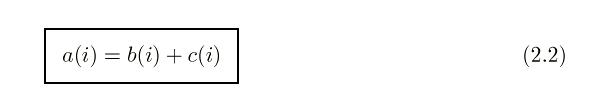 a(i) = b(i) + c(i) (2.2)